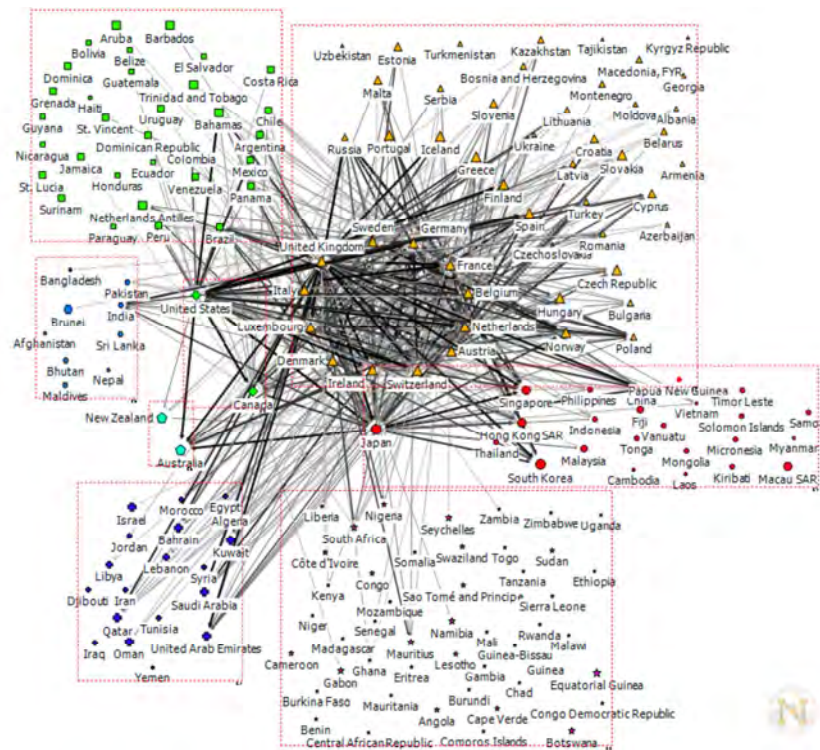 Aruba
Barbados
Bolivia
Belize
El Salvador
Dominica
Guatemala
Costa Rica
Grenada
Trinidad and Tobago
Haiti
Uruguay
Bahamas
Chile
Guyana
St. Vincent
Dominican Republic
Argentina
Nicaragua
Colombia
Mexico
Jamaica
Ecuador
St. Lucia
Honduras
Venezuela
Panama
Surinam
Netherlands Antilles
Paraguay
Peru
Brazil
Uzbekistan
Estonia
Turkmenistan
Kazakhstan
Tajikistan
Kyrgyz Republic
Bosnia and Herzegovina
Macedonia, FYR
Malta
Serbia
Montenegro
Georgia
Slovenia
Lithuania
Moldova
Albania
Russia
Portugal
Iceland
Ukraine
Croatia
Belarus
Greece
Latvia
Slovakia
Armenia
Finland
Cyprus
Sweden
Germany
Spain
Turkey
United Kingdom
Romania
Azerbaijan
Czechoslovakia
France
Czech Republic
Italy
Belgium
Hungary
Bulgaria
Luxembourg
Netherlands
Norway
Poland
Denmark
Austria
Ireland
Switzerland
Bangladesh
Pakistan
United States
Brunei
India
Afghanistan
Sri Lanka
Bhutan
Nepal
Maldives
Canada
New Zealand
Australia
Japan
Singapore
Philippines
Papua New Guinea
China
Timor Leste
Vietnam
Hong Kong SAR
Indonesia
Fiji
Solomon Islands
Samo
Thailand
Vanuatu
Malaysia
Tonga
Micronesia
Myanmar
Mongolia
South Korea
Cambodia
Laos
Kiribati
Macau SAR
Morocco
Egypt
Israel
Algeria
Bahrain
Jordan
Kuwait
Lebanon
Libya
Syria
Djibouti
Iran
Saudi Arabia
Qatar
Tunisia
Iraq
Oman
United Arab Emirates
Yemen
Liberia
Nigeria
Seychelles
Zambia
Zimbabwe
Uganda
South Africa
Côte d'Ivoire
Somalia
Swaziland
Togo
Sudan
Congo
Tanzania
Ethiopia
Kenya
Sao Tomé and Principe
Mozambique
Sierra Leone
Niger
Senegal
Namibia
Rwanda
Madagascar
Mauritius
Mali
Malawi
Guinea-Bissau
Cameroon
Ghana
Lesotho
Guinea
Gabon
Eritrea
Gambia
Equatorial Guinea
Burkina Faso
Chad
Mauritania
Burundi
Angola
Cape Verde
Congo Democratic Republic
Benin
Central African Republic
Comoros Islands
Botswana
N